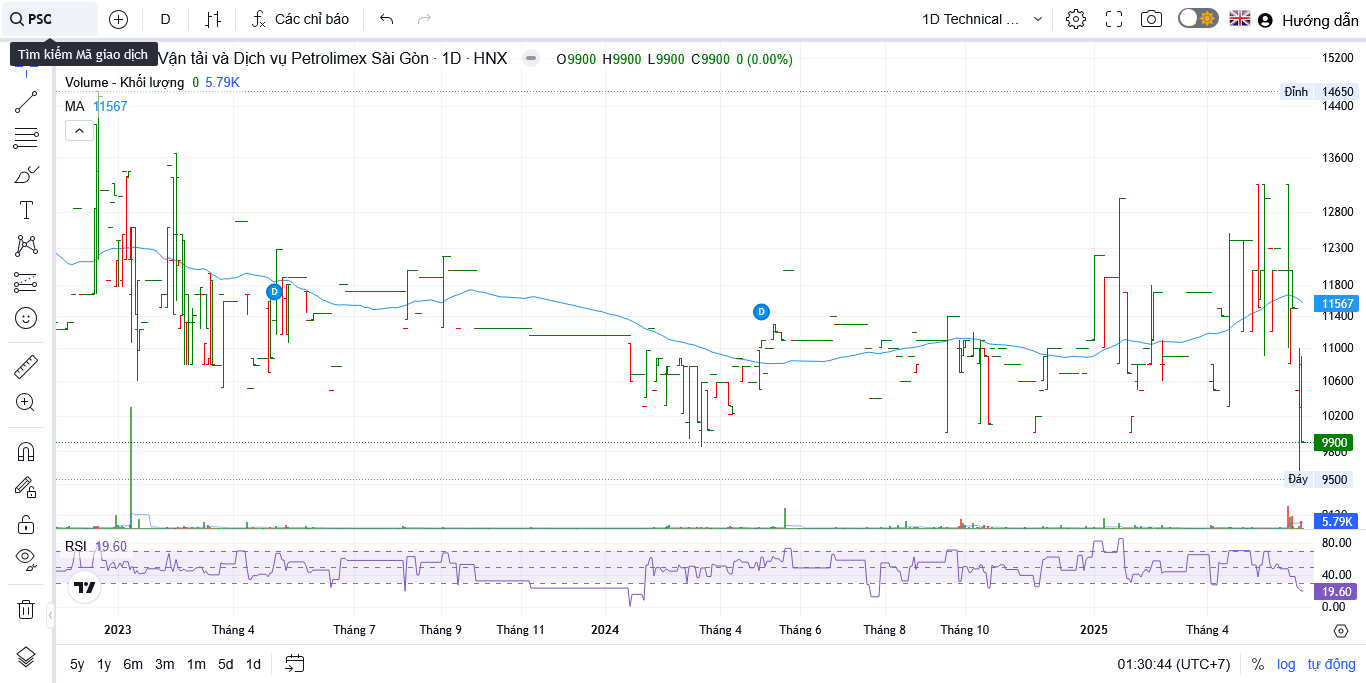 PSC
D
Các chỉ báo
1D Technical ...
Hướng dẫn
Tìm kiếm Mã giao dịch
Vận tải và Dịch vụ Petrolimex Sài Gòn · 1D · HNX
O9900 H9900 L9900 C9900 0 (0.00%)
Volume - Khối lượng 0 5.79K
MA 11567
15200
Đỉnh 14650
14400
13600
12800
12300
11800
11567
11400
11000
10600
10200
9900
9800
Đáy 9500
5.79K
D
D
RSI 19.60
80.00
40.00
19.60
0.00
2023 Tháng 4 Tháng 7 Tháng 9 Tháng 11 2024 Tháng 4 Tháng 6 Tháng 8 Tháng 10 2025 Tháng 4
5y 1y 6m 3m 1m 5d 1d
01:30:44 (UTC+7) % log tự động